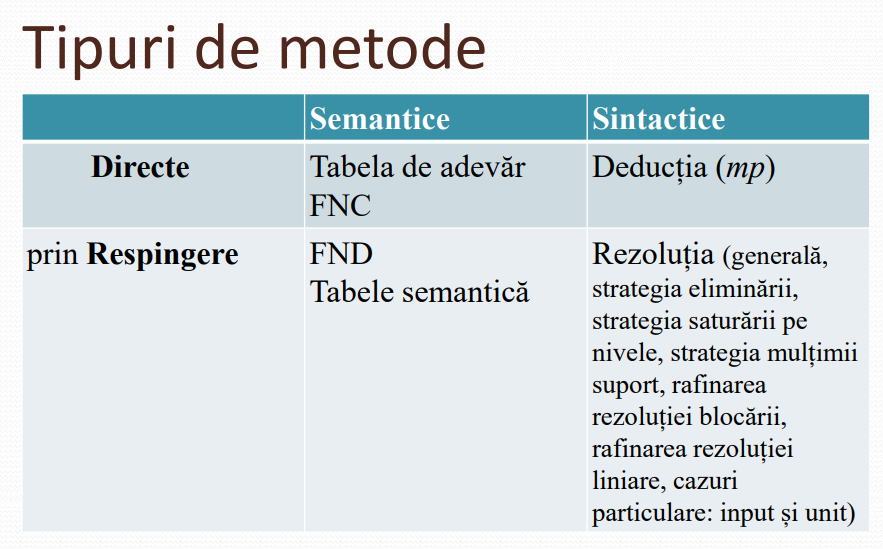 Tipuri de metode
Semantice
Sintactice
Directe
Tabela de adevăr
FNC
Deducția (mp)
prin Respingere
FND
Tabele semantică
Rezoluția (generală,
strategia eliminării,
strategia saturării pe
nivele, strategia mulțimii
suport, rafinarea
rezoluției blocării,
rafinarea rezoluției
liniare, cazuri
particulare: input și unit)